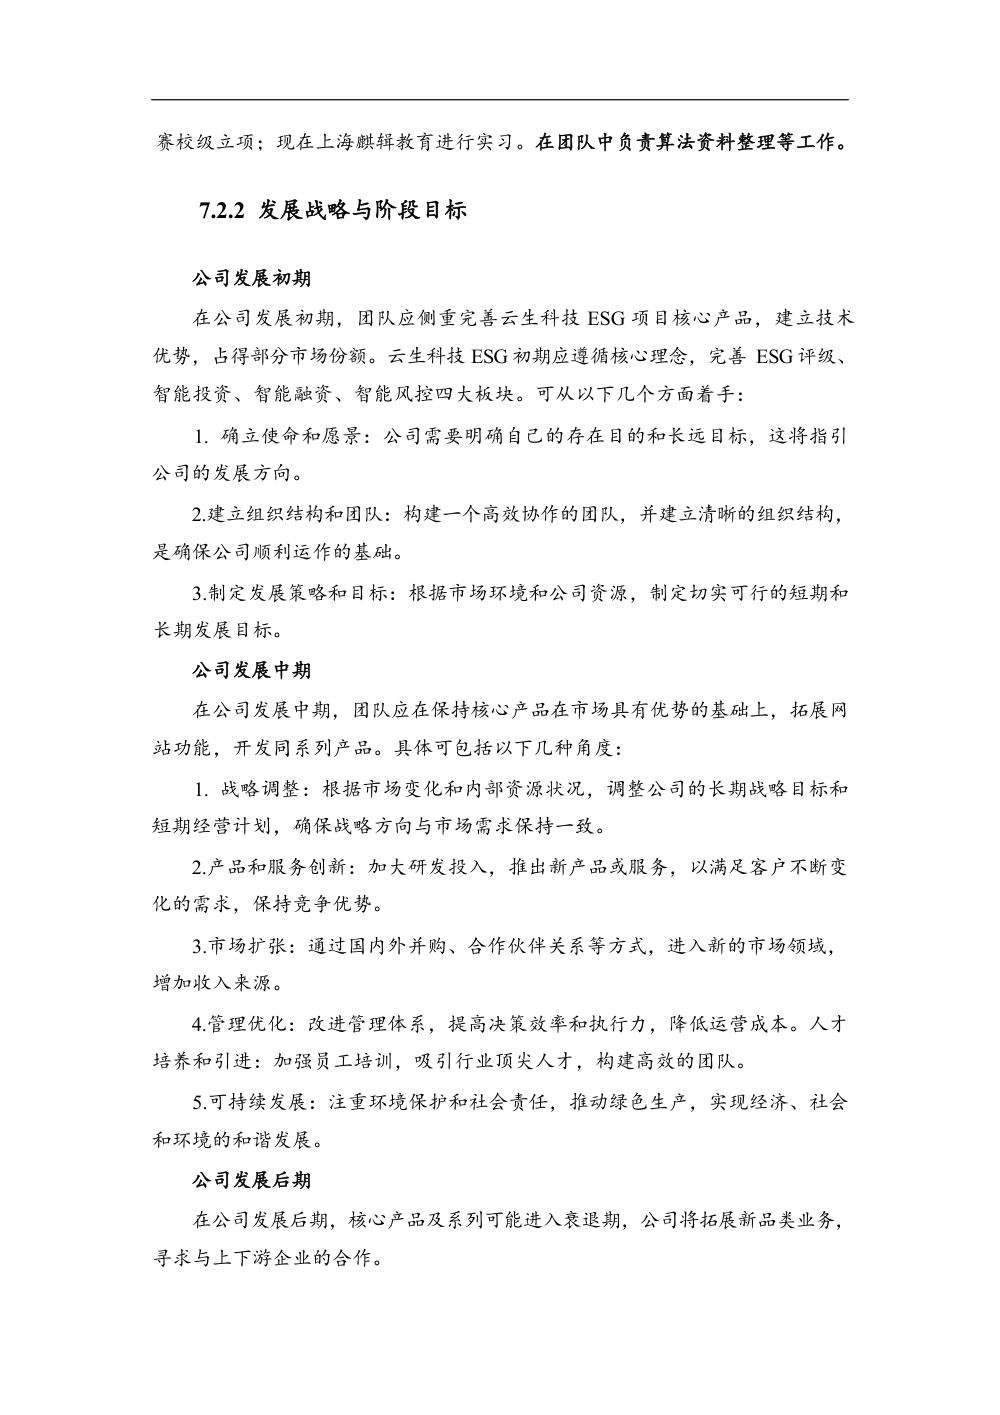 赛校级立项；现在上海麒辑教育进行实习。在团队中负责算法资料整理等工作。
7.2.2 发展战略与阶段目标
公司发展初期
在公司发展初期，团队应侧重完善云生科技 ESG 项目核心产品，建立技术
优势，占得部分市场份额。云生科技 ESG 初期应遵循核心理念，完善 ESG 评级、
智能投资、智能融资、智能风控四大板块。可从以下几个方面着手：
1. 确立使命和愿景：公司需要明确自己的存在目的和长远目标，这将指引
公司的发展方向。
2.建立组织结构和团队：构建一个高效协作的团队，并建立清晰的组织结构，
是确保公司顺利运作的基础。
3.制定发展策略和目标：根据市场环境和公司资源，制定切实可行的短期和
长期发展目标。
公司发展中期
在公司发展中期，团队应在保持核心产品在市场具有优势的基础上，拓展网
站功能，开发同系列产品。具体可包括以下几种角度：
1. 战略调整：根据市场变化和内部资源状况，调整公司的长期战略目标和
短期经营计划，确保战略方向与市场需求保持一致。
2.产品和服务创新：加大研发投入，推出新产品或服务，以满足客户不断变
化的需求，保持竞争优势。
3.市场扩张：通过国内外并购、合作伙伴关系等方式，进入新的市场领域，
增加收入来源。
4.管理优化：改进管理体系，提高决策效率和执行力，降低运营成本。人才
培养和引进：加强员工培训，吸引行业顶尖人才，构建高效的团队。
5.可持续发展：注重环境保护和社会责任，推动绿色生产，实现经济、社会
和环境的和谐发展。
公司发展后期
在公司发展后期，核心产品及系列可能进入衰退期，公司将拓展新品类业务，
寻求与上下游企业的合作。